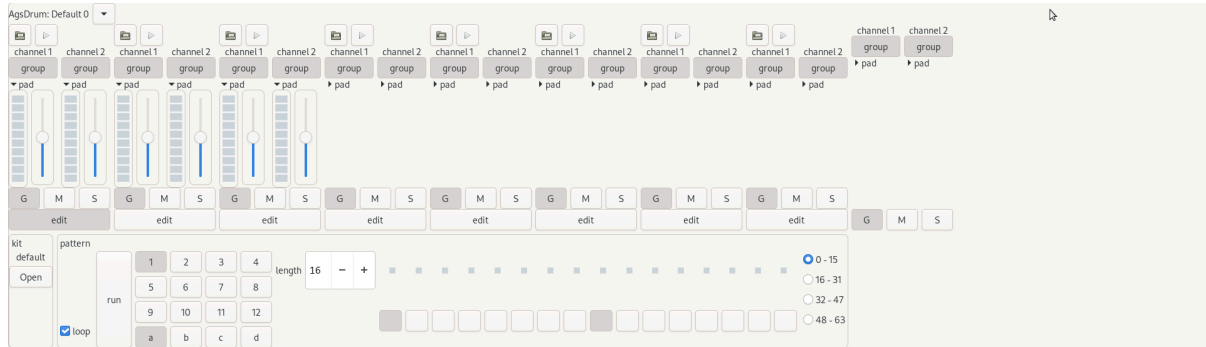 AgsDrum: Default 0
channel 1 channel 2 channel 1 channel 2 channel 1 channel 2 channel 1 channel 2 channel 1 channel 2 channel 1 channel 2 channel 1 channel 2 channel 1 channel 2 channel 1 channel 2
group group group group group group group group group group group group group group group group group group
pad pad pad pad pad pad pad pad pad pad pad pad pad pad pad pad pad pad
G M S G M S G M S G M S G M S G M S G M S G M S
edit edit edit edit edit edit edit edit G M S
kit pattern
default 1 2 3 4 length 16 − + 0 - 15
Open 5 6 7 8 16 - 31
run
9 10 11 12 32 - 47
loop a b c d 48 - 63